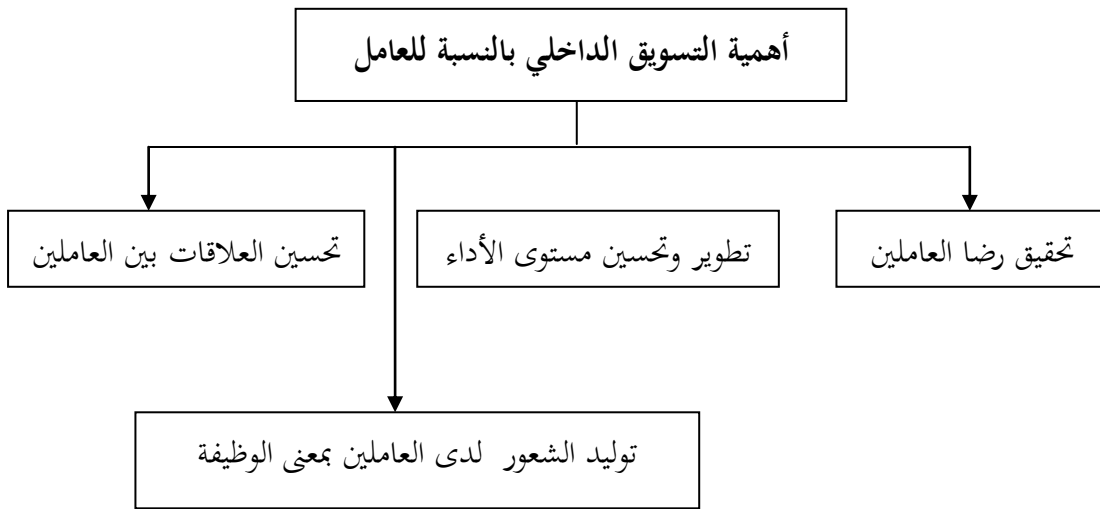 أهمية التسويق الداخلي بالنسبة للعامل
تحقيق رضا العاملين
تطوير وتحسين مستوى الأداء
تحسين العلاقات بين العاملين
توليد الشعور لدى العاملين بمعنى الوظيفة